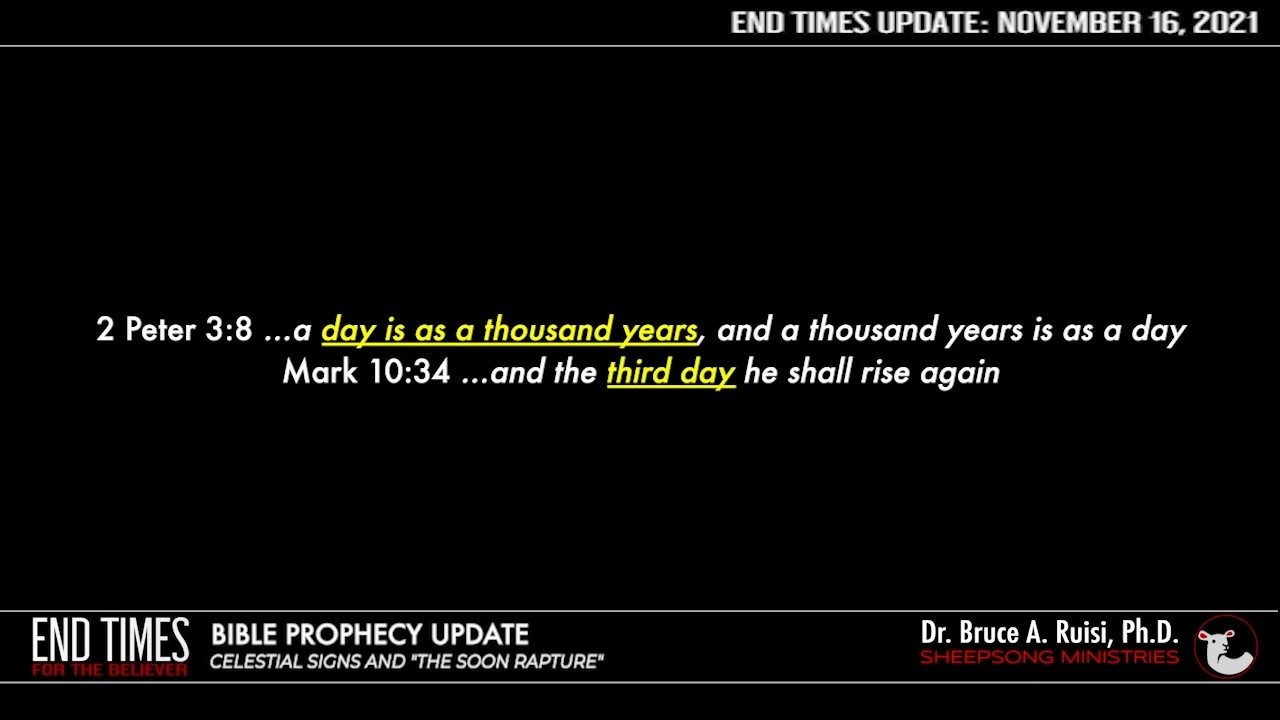 END TIMES UPDATE: NOVEMBER 16, 2021
2 Peter 3:8 ...a day is as a thousand years, and a thousand years is as a day
Mark 10:34 ...and the third day he shall rise again
END TIMES
FOR THE BELIEVER
BIBLE PROPHECY UPDATE
CELESTIAL SIGNS AND "THE SOON RAPTURE"
Dr. Bruce A. Ruisi, Ph.D.
SHEEPSONG MINISTRIES